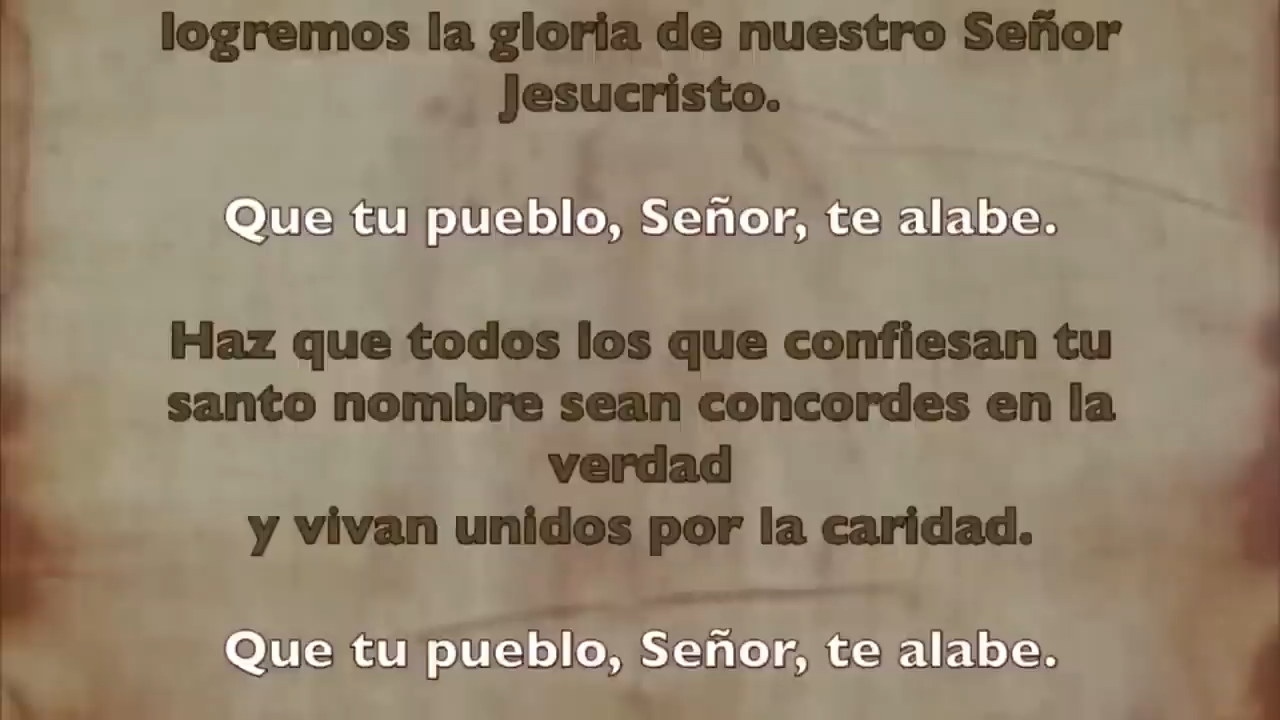 logremos la gloria de nuestro Señor
Jesucristo.
Que tu pueblo, Señor, te alabe.
Haz que todos los que confiesan tu
santo nombre sean concordes en la
verdad
y vivan unidos por la caridad.
Que tu pueblo, Señor, te alabe.